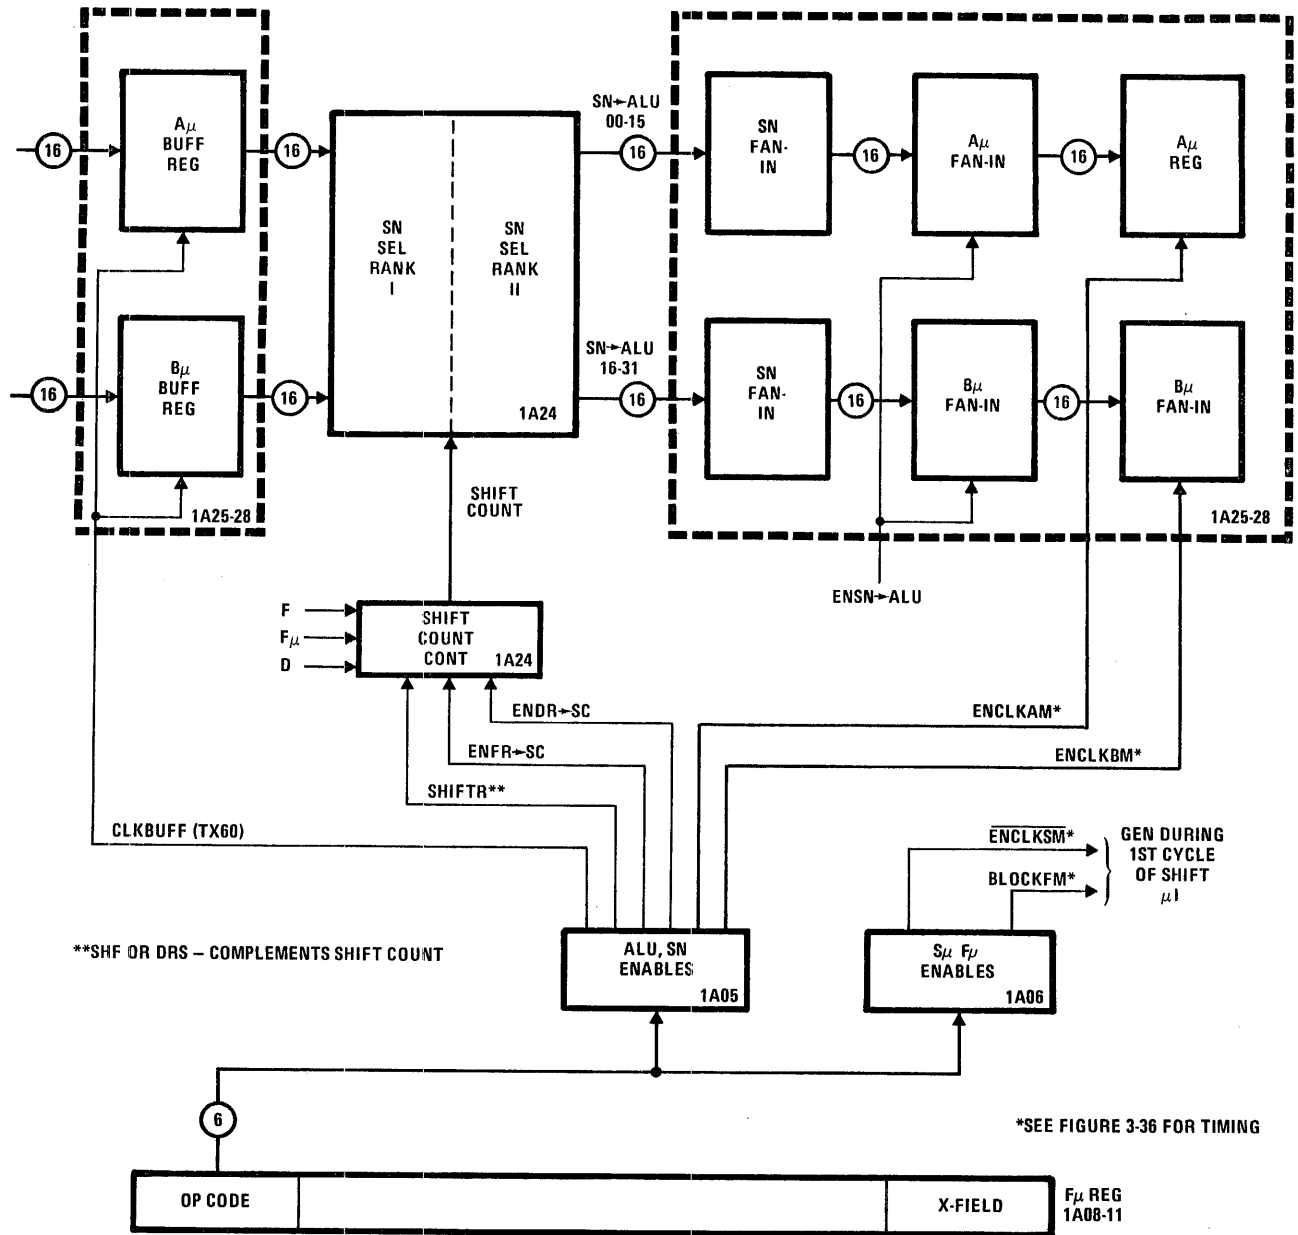 Aμ
BUFF
REG
16
16
SN
SEL
RANK
I
SN
SEL
RANK
II
1A24
SN→ALU
00-15
16
SN
FAN-
IN
16
Aμ
FAN-IN
16
Aμ
REG
Bμ
BUFF
REG
16
16
1A25-28
SN→ALU
16-31
16
SN
FAN-
IN
16
Bμ
FAN-IN
16
Bμ
FAN-IN
1A25-28
SHIFT
COUNT
ENSN→ALU
F
Fμ
D
SHIFT
COUNT
CONT
1A24
ENDR→SC
ENFR→SC
SHIFTR**
CLKBUFF (TX60)
ENCLKAM*
ENCLKBM*
ENCLKSM*
BLOCKFM*
GEN DURING
1ST CYCLE
OF SHIFT
μI
**SHF OR DRS – COMPLEMENTS SHIFT COUNT
ALU, SN
ENABLES
1A05
Sμ Fμ
ENABLES
1A06
6
*SEE FIGURE 3-36 FOR TIMING
OP CODE
X-FIELD
Fμ REG
1A08-11